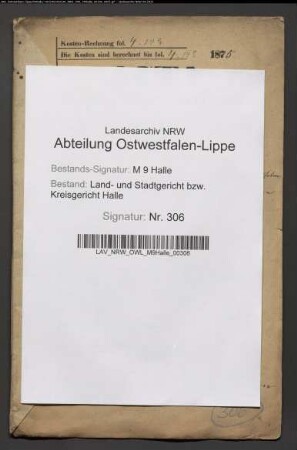 Kosten-Rechnung fol.
Die Kosten sind berechnet bis fol. 1875
Landesarchiv NRW
Abteilung Ostwestfalen-Lippe
Bestands-Signatur: M 9 Halle
Bestand: Land- und Stadtgericht bzw.
Kreisgericht Halle
Signatur: Nr. 306
LAV_NRW_OWL_M9Halle_00306
306